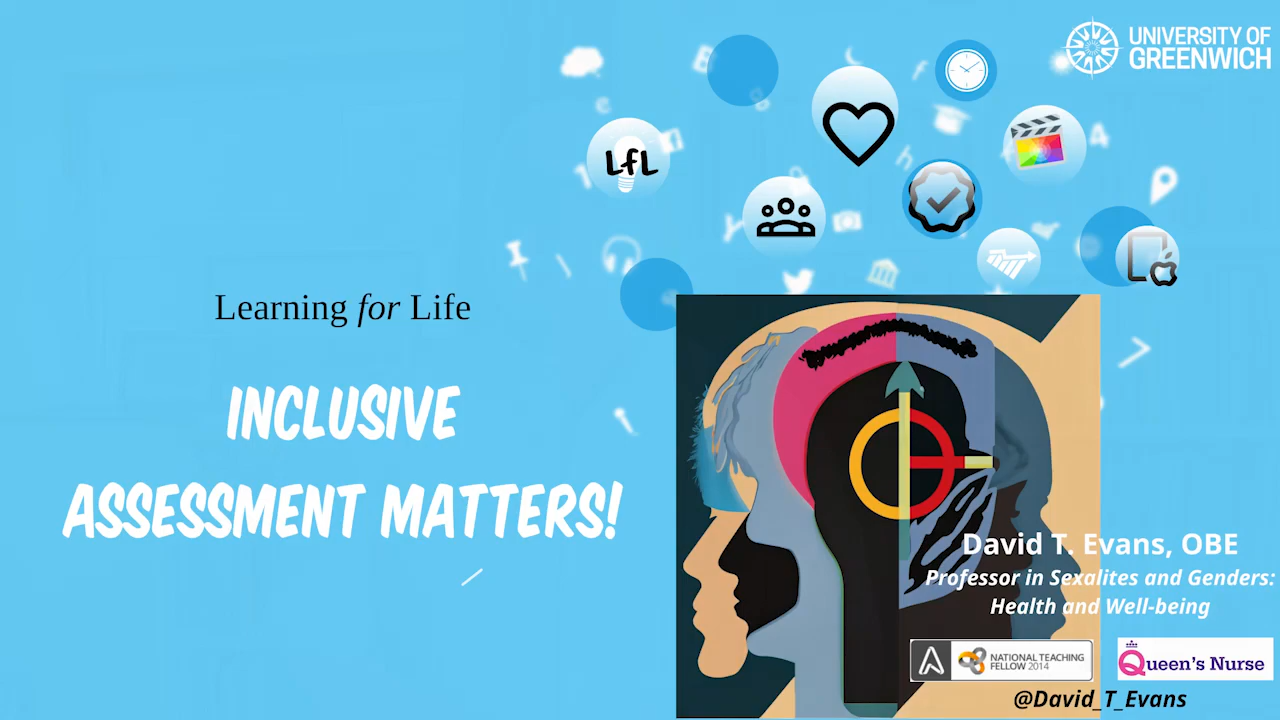 UNIVERSITY OF
GREENWICH
LfL
Learning for Life
INCLUSIVE
ASSESSMENT MATTERS!
David T. Evans, OBE
Professor in Sexalites and Genders:
Health and Well-being
NATIONAL TEACHING
FELLOW 2014
Queen's Nurse
@David_T_Evans